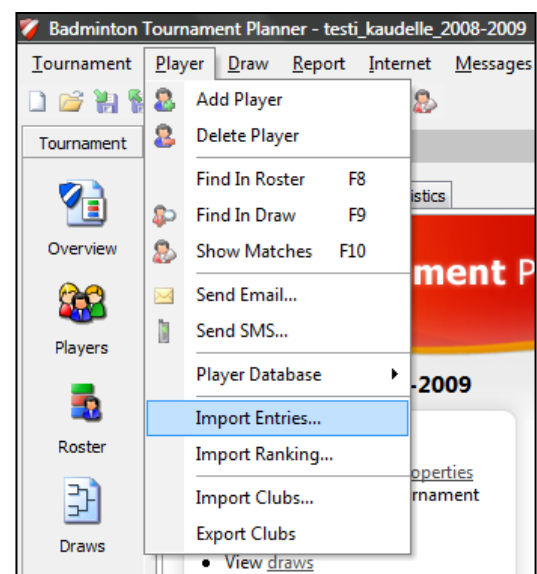 Badminton Tournament Planner - testi_kaudelle_2008-2009
Tournament Player Draw Report Internet Messages
Tournament
Overview
Players
Roster
Draws
Add Player
Delete Player
Find In Roster F8
Find In Draw F9
Show Matches F10
Send Email...
Send SMS...
Player Database
Import Entries...
Import Ranking...
Import Clubs...
Export Clubs
istics
ment P
-2009
operties
rnament
• View draws